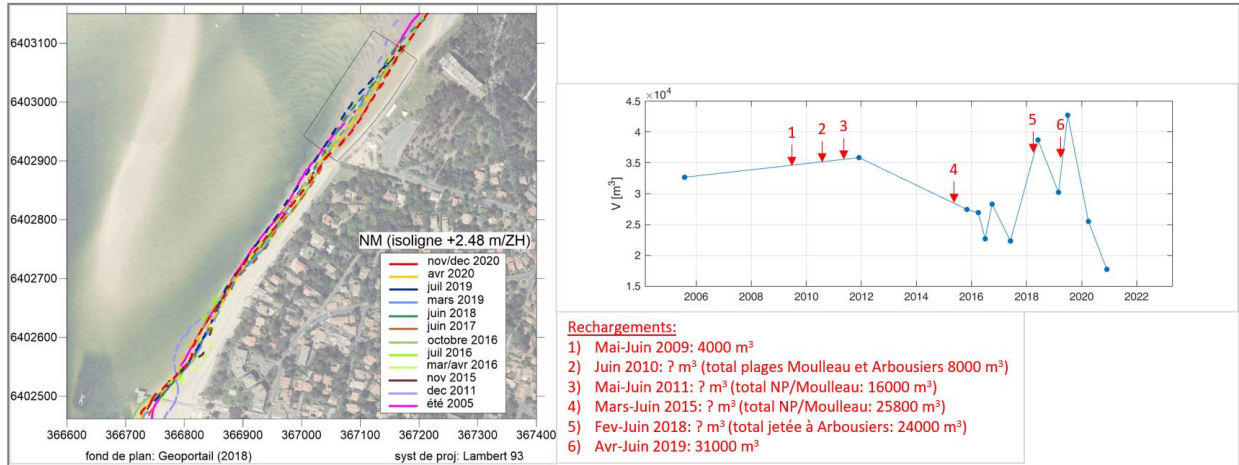 6403100
6403000
6402900
6402800
6402700
6402600
6402500
NM (isoligne +2.48 m/ZH)
nov/dec 2020
avr 2020
juil 2019
mars 2019
juin 2018
juin 2017
octobre 2016
juil 2016
mar/avr 2016
nov 2015
dec 2011
été 2005
366600 366700 366800 366900 367000 367100 367200 367300 367400
fond de plan: Geoportail (2018) syst de proj: Lambert 93
×10⁴
4.5
4
3.5
3
2.5
2
1.5
V [m³]
1 2 3 4 5 6
2006 2008 2010 2012 2014 2016 2018 2020 2022
Rechargements:
1) Mai-Juin 2009: 4000 m³
2) Juin 2010: ? m³ (total plages Moulleau et Arbousiers 8000 m³)
3) Mai-Juin 2011: ? m³ (total NP/Moulleau: 16000 m³)
4) Mars-Juin 2015: ? m³ (total NP/Moulleau: 25800 m³)
5) Fev-Juin 2018: ? m³ (total jetée à Arbousiers: 24000 m³)
6) Avr-Juin 2019: 31000 m³